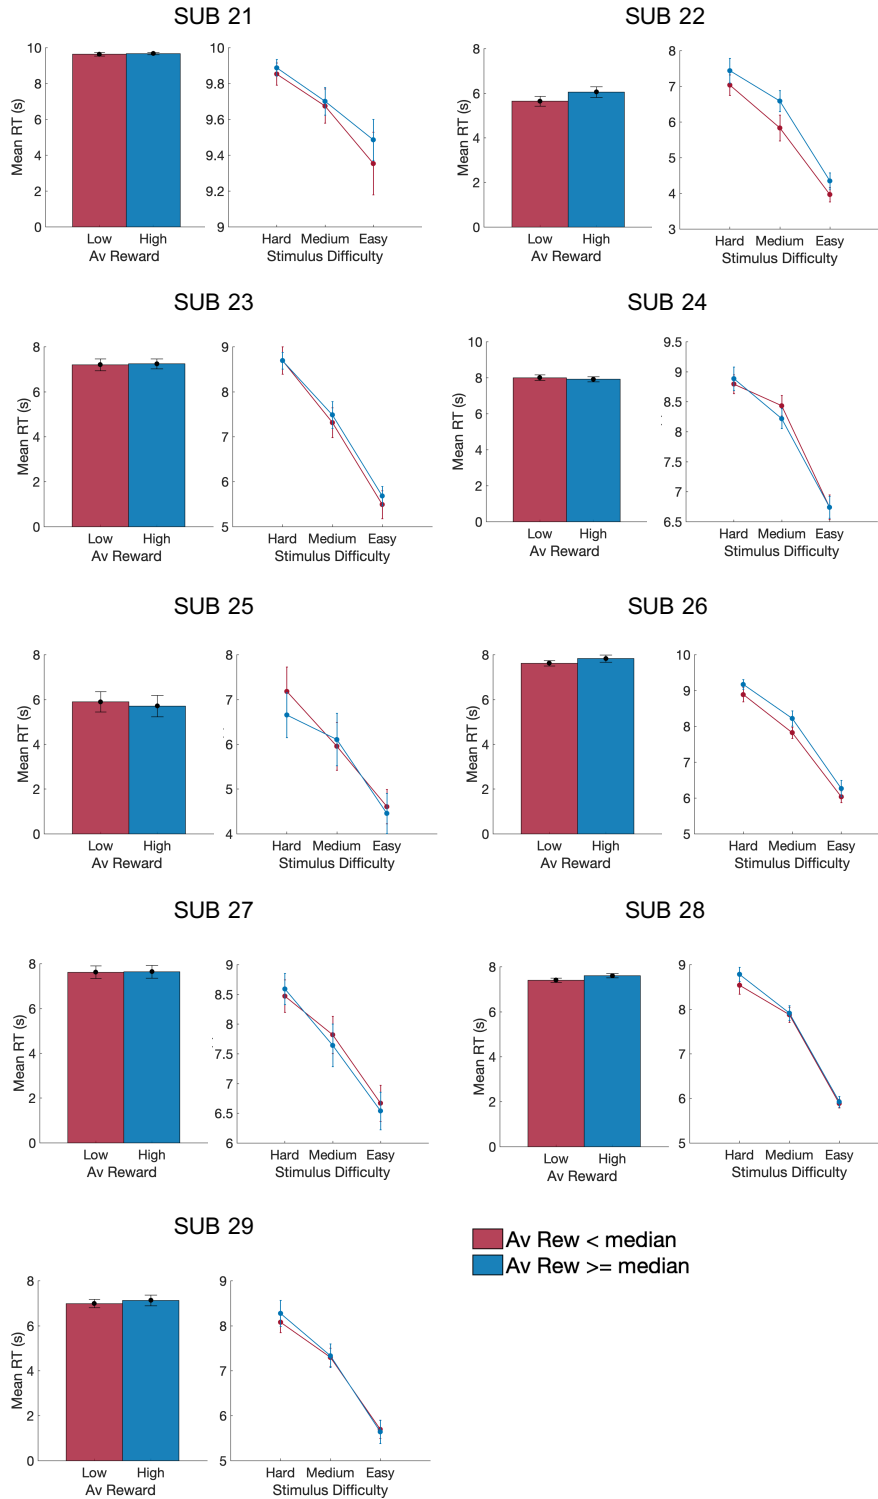 SUB 21
10
8
6
4
2
0
Mean RT (s)
Low High
Av Reward
10
9.8
9.6
9.4
9.2
9
Hard Medium Easy
Stimulus Difficulty
SUB 22
8
6
4
2
0
Mean RT (s)
Low High
Av Reward
8
7
6
5
4
3
Hard Medium Easy
Stimulus Difficulty
SUB 23
8
6
4
2
0
Mean RT (s)
Low High
Av Reward
9
8
7
6
5
Hard Medium Easy
Stimulus Difficulty
SUB 24
10
8
6
4
2
0
Mean RT (s)
Low High
Av Reward
9.5
9
8.5
8
7.5
7
6.5
Hard Medium Easy
Stimulus Difficulty
SUB 25
8
6
4
2
0
Mean RT (s)
Low High
Av Reward
8
7
6
5
4
Hard Medium Easy
Stimulus Difficulty
SUB 26
8
6
4
2
0
Mean RT (s)
Low High
Av Reward
10
9
8
7
6
5
Hard Medium Easy
Stimulus Difficulty
SUB 27
8
6
4
2
0
Mean RT (s)
Low High
Av Reward
9
8.5
8
7.5
7
6.5
6
Hard Medium Easy
Stimulus Difficulty
SUB 28
8
6
4
2
0
Mean RT (s)
Low High
Av Reward
9
8
7
6
5
Hard Medium Easy
Stimulus Difficulty
SUB 29
8
6
4
2
0
Mean RT (s)
Low High
Av Reward
9
8
7
6
5
Hard Medium Easy
Stimulus Difficulty
Av Rew < median
Av Rew >= median